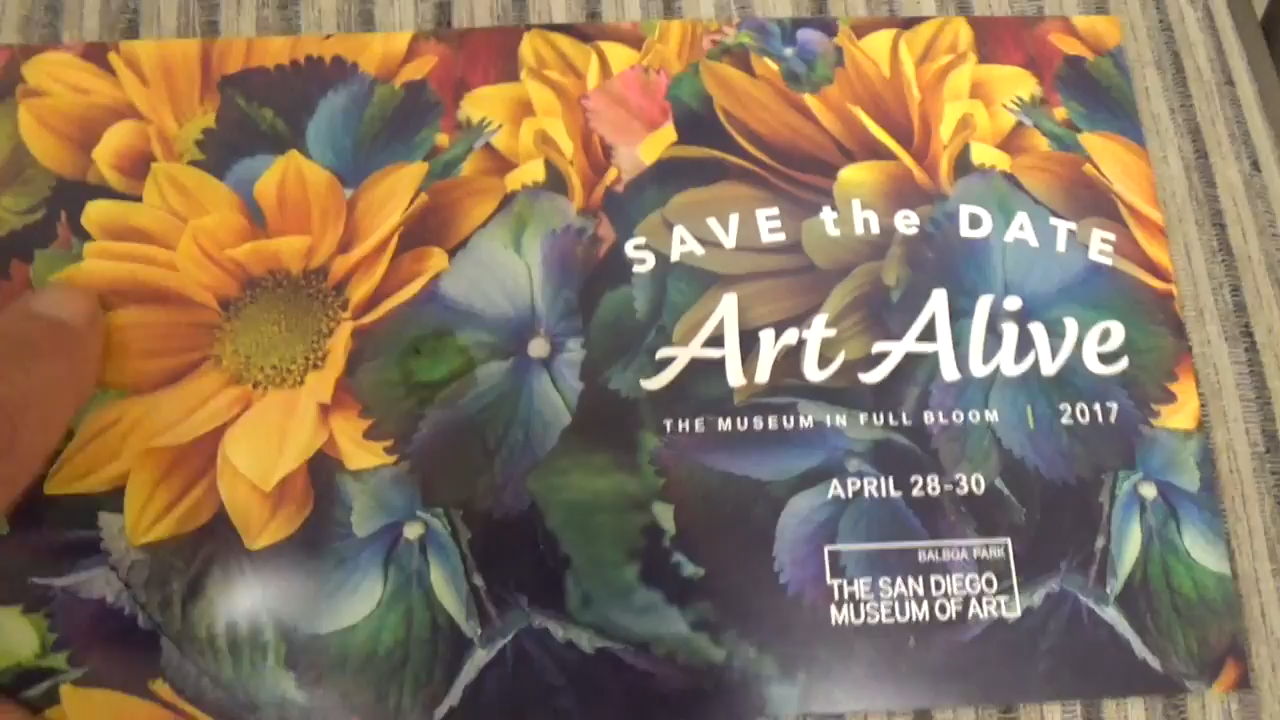 SAVE the DATE
Art Alive
THE MUSEUM IN FULL BLOOM | 2017
APRIL 28-30
BALBOA PARK
THE SAN DIEGO
MUSEUM OF ART